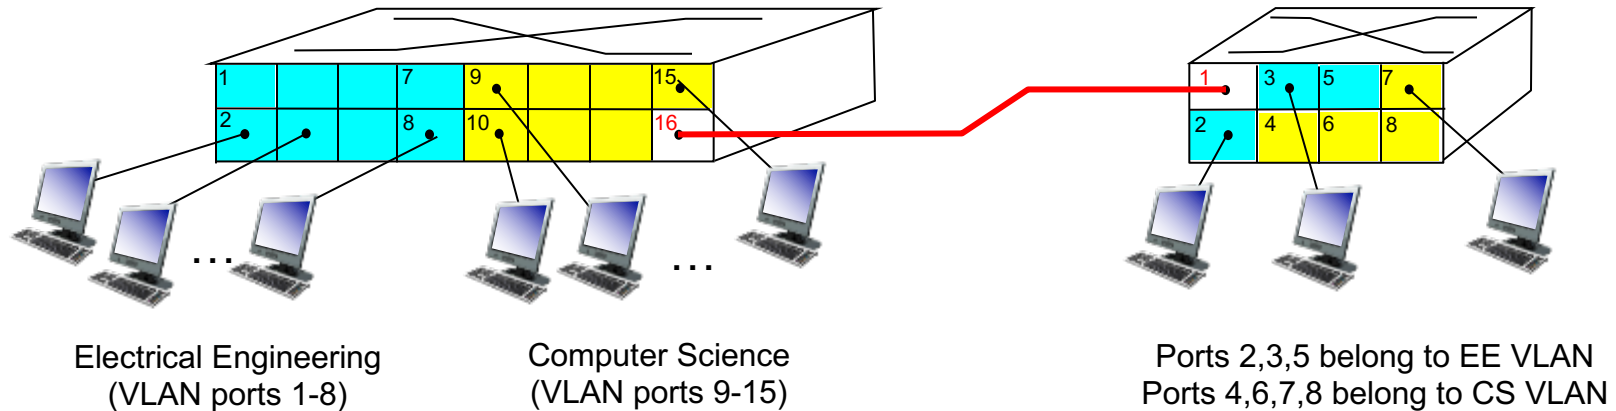 1 7 9 15
2 8 10 16
1 3 5 7
2 4 6 8
... ...
Electrical Engineering
(VLAN ports 1-8)
Computer Science
(VLAN ports 9-15)
Ports 2,3,5 belong to EE VLAN
Ports 4,6,7,8 belong to CS VLAN